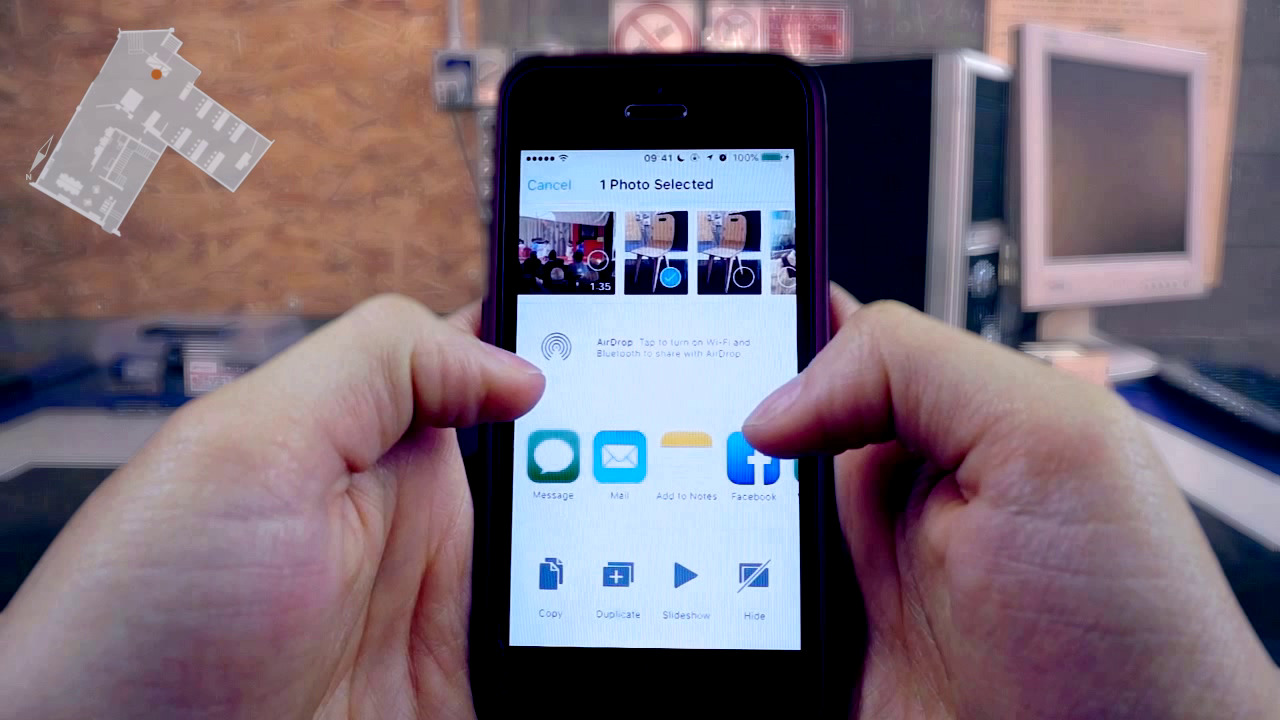 09:41
100%
Cancel
1 Photo Selected
1:35
AirDrop. Tap to turn on Wi-Fi and
Bluetooth to share with AirDrop.
Message
Mail
Add to Notes
Facebook
Copy
Duplicate
Slideshow
Hide
N